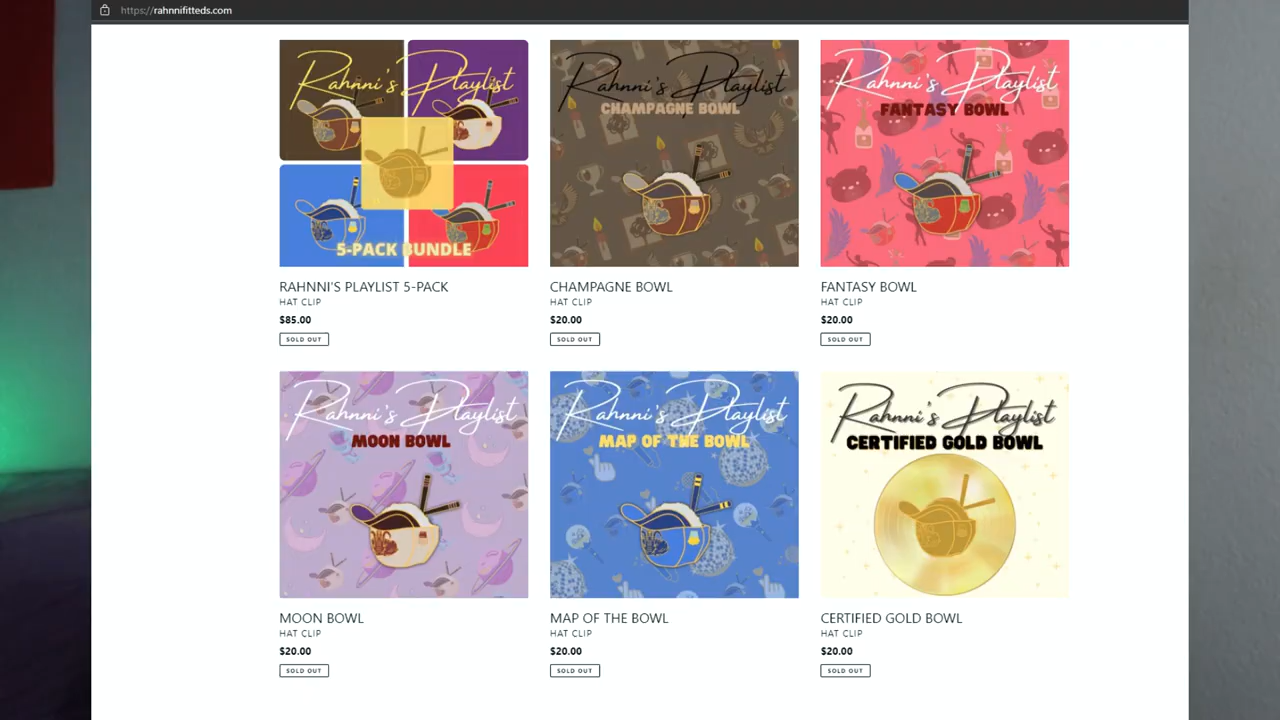 https://rahnnifitteds.com
Rahnni's Playlist
5-PACK BUNDLE
Rahnni's Playlist
CHAMPAGNE BOWL
Rahnni's Playlist
FANTASY BOWL
RAHNNI'S PLAYLIST 5-PACK
HAT CLIP
$85.00
SOLD OUT
CHAMPAGNE BOWL
HAT CLIP
$20.00
SOLD OUT
FANTASY BOWL
HAT CLIP
$20.00
SOLD OUT
Rahnni's Playlist
MOON BOWL
Rahnni's Playlist
MAP OF THE BOWL
Rahnni's Playlist
CERTIFIED GOLD BOWL
MOON BOWL
HAT CLIP
$20.00
SOLD OUT
MAP OF THE BOWL
HAT CLIP
$20.00
SOLD OUT
CERTIFIED GOLD BOWL
HAT CLIP
$20.00
SOLD OUT